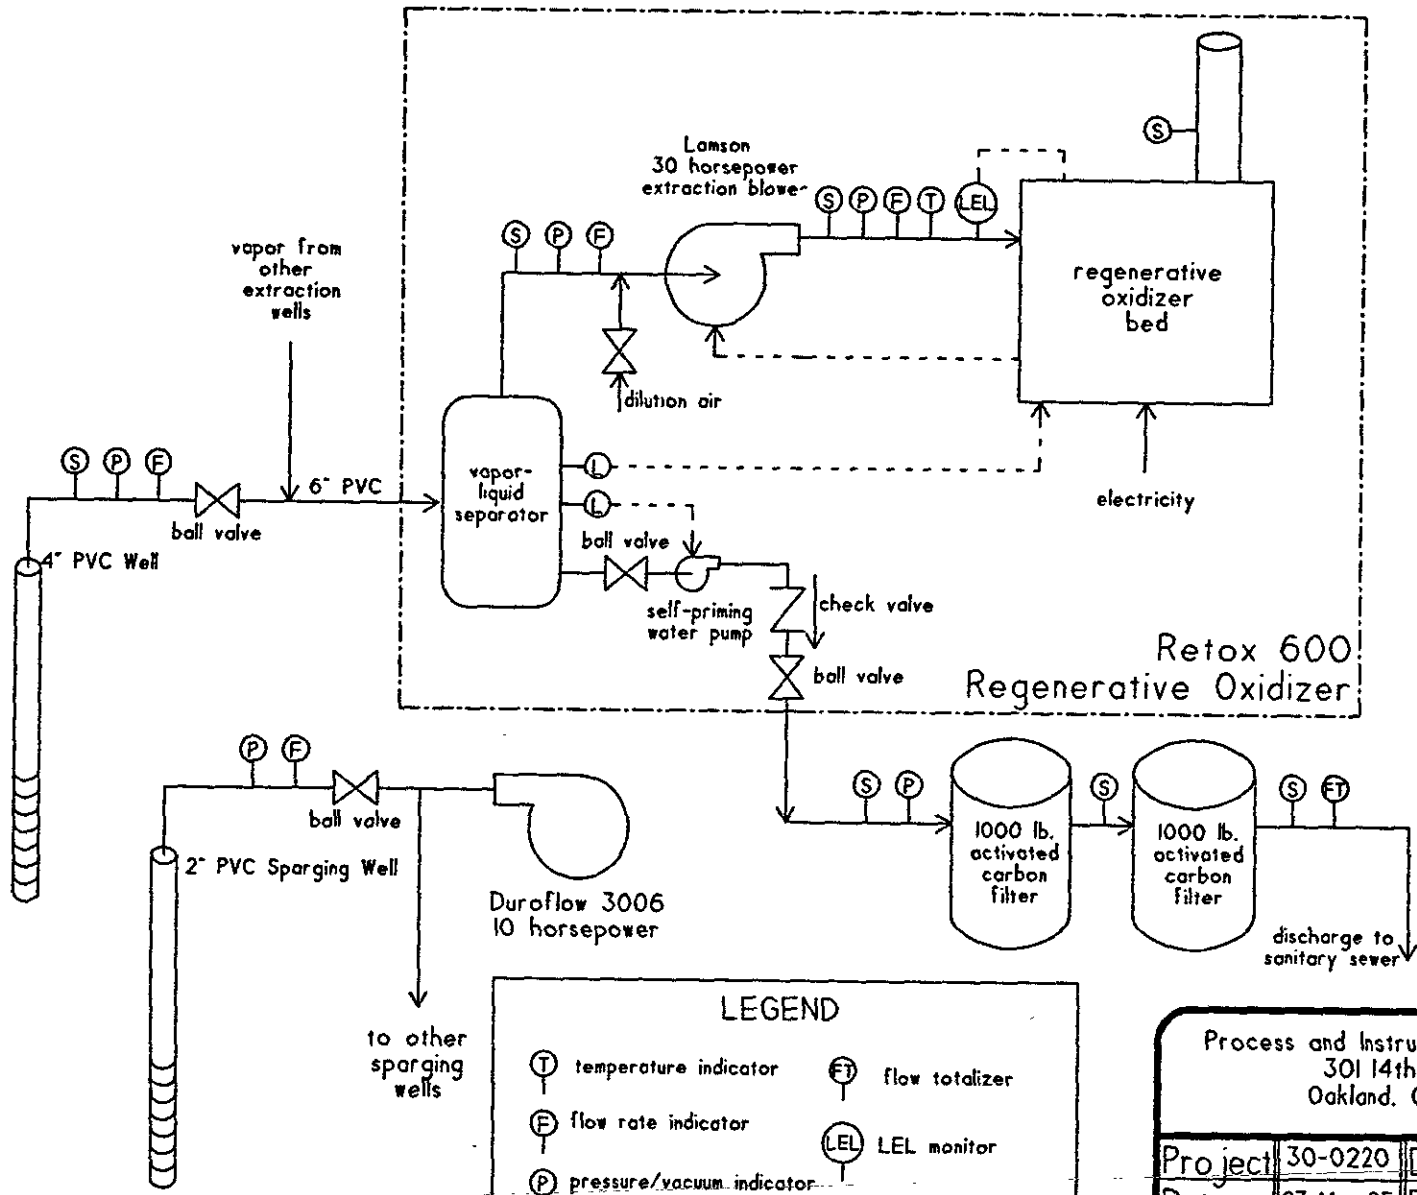 Lamson
30 horsepower
extraction blower
S
S
P
F
T
LEL
vapor from
other
extraction
wells
S
P
F
regenerative
oxidizer
bed
dilution air
S
P
F
6" PVC
vapor-
liquid
separator
L
L
electricity
ball valve
4" PVC Well
ball valve
self-priming
water pump
check valve
ball valve
Retox 600
Regenerative Oxidizer
P
F
ball valve
2" PVC Sparging Well
Duroflow 3006
10 horsepower
S
P
1000 lb.
activated
carbon
filter
S
1000 lb.
activated
carbon
filter
S
FT
discharge to
sanitary sewer
to other
sparging
wells
LEGEND
T temperature indicator
FT flow totalizer
F flow rate indicator
LEL LEL monitor
P pressure/vacuum indicator
Process and Instru
301 14th
Oakland, C
Project 30-0220